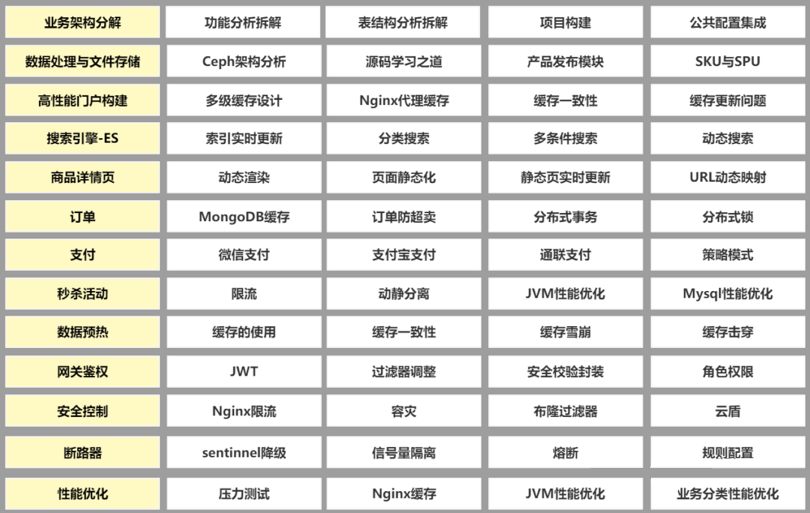 业务架构分解 功能分析拆解 表结构分析拆解 项目构建 公共配置集成
数据处理与文件存储 Ceph架构分析 源码学习之道 产品发布模块 SKU与SPU
高性能门户构建 多级缓存设计 Nginx代理缓存 缓存一致性 缓存更新问题
搜索引擎-ES 索引实时更新 分类搜索 多条件搜索 动态搜索
商品详情页 动态渲染 页面静态化 静态页实时更新 URL动态映射
订单 MongoDB缓存 订单防超卖 分布式事务 分布式锁
支付 微信支付 支付宝支付 通联支付 策略模式
秒杀活动 限流 动静分离 JVM性能优化 Mysql性能优化
数据预热 缓存的使用 缓存一致性 缓存雪崩 缓存击穿
网关鉴权 JWT 过滤器调整 安全校验封装 角色权限
安全控制 Nginx限流 容灾 布隆过滤器 云盾
断路器 sentinnel降级 信号量隔离 熔断 规则配置
性能优化 压力测试 Nginx缓存 JVM性能优化 业务分类性能优化